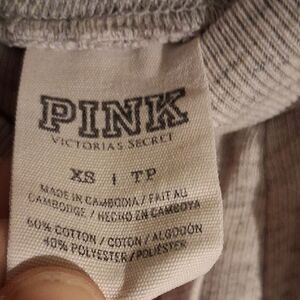 PINK
VICTORIA'S SECRET
XS | TP
MADE IN CAMBODIA / FAIT AU
CAMBODGE / HECHO EN CAMBOYA
60% COTTON / COTON / ALGODÓN
40% POLYESTER / POLIÉSTER